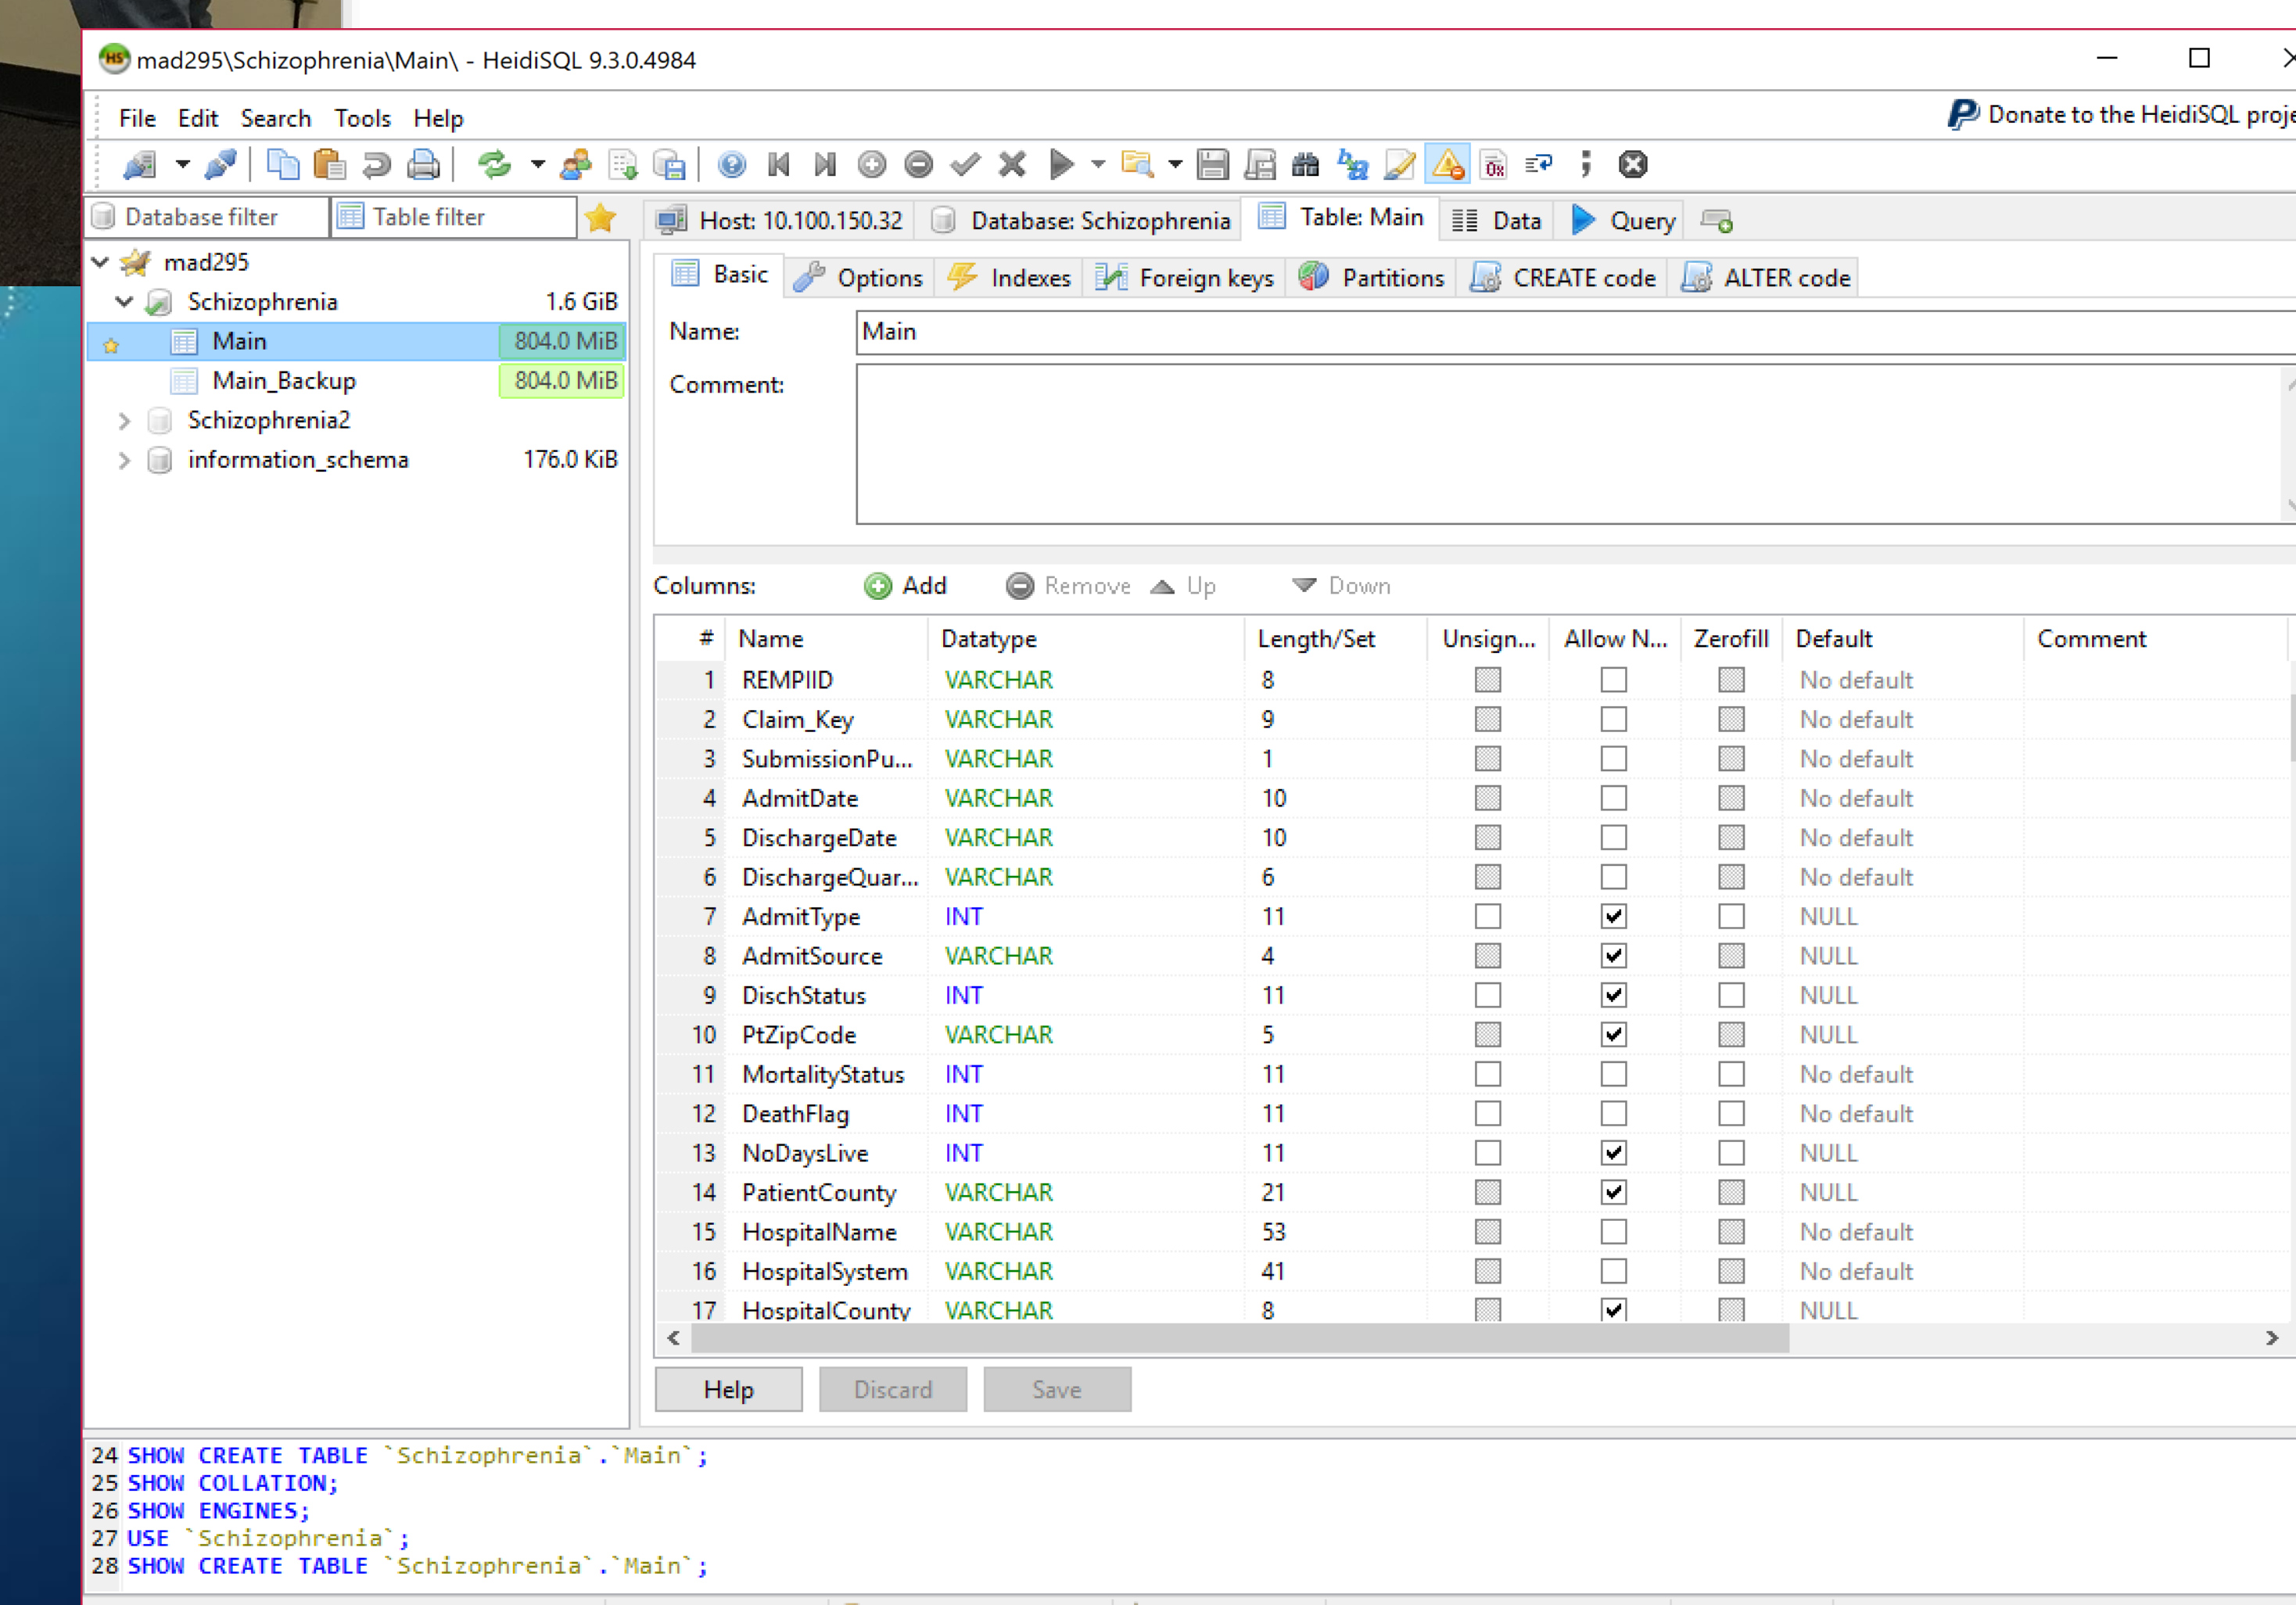 mad295\Schizophrenia\Main\ - HeidiSQL 9.3.0.4984
File Edit Search Tools Help
Donate to the HeidiSQL proje
Database filter Table filter
Host: 10.100.150.32 Database: Schizophrenia Table: Main Data Query
mad295
Schizophrenia 1.6 GiB
Main 804.0 MiB
Main_Backup 804.0 MiB
Schizophrenia2
information_schema 176.0 KiB
Basic Options Indexes Foreign keys Partitions CREATE code ALTER code
Name: Main
Comment:
Columns: Add Remove Up Down
# Name Datatype Length/Set Unsign... Allow N... Zerofill Default Comment
1 REMPIID VARCHAR 8 No default
2 Claim_Key VARCHAR 9 No default
3 SubmissionPu... VARCHAR 1 No default
4 AdmitDate VARCHAR 10 No default
5 DischargeDate VARCHAR 10 No default
6 DischargeQuar... VARCHAR 6 No default
7 AdmitType INT 11 NULL
8 AdmitSource VARCHAR 4 NULL
9 DischStatus INT 11 NULL
10 PtZipCode VARCHAR 5 NULL
11 MortalityStatus INT 11 No default
12 DeathFlag INT 11 No default
13 NoDaysLive INT 11 NULL
14 PatientCounty VARCHAR 21 NULL
15 HospitalName VARCHAR 53 No default
16 HospitalSystem VARCHAR 41 No default
17 HospitalCounty VARCHAR 8 NULL
Help Discard Save
24 SHOW CREATE TABLE `Schizophrenia`.`Main`;
25 SHOW COLLATION;
26 SHOW ENGINES;
27 USE `Schizophrenia`;
28 SHOW CREATE TABLE `Schizophrenia`.`Main`;